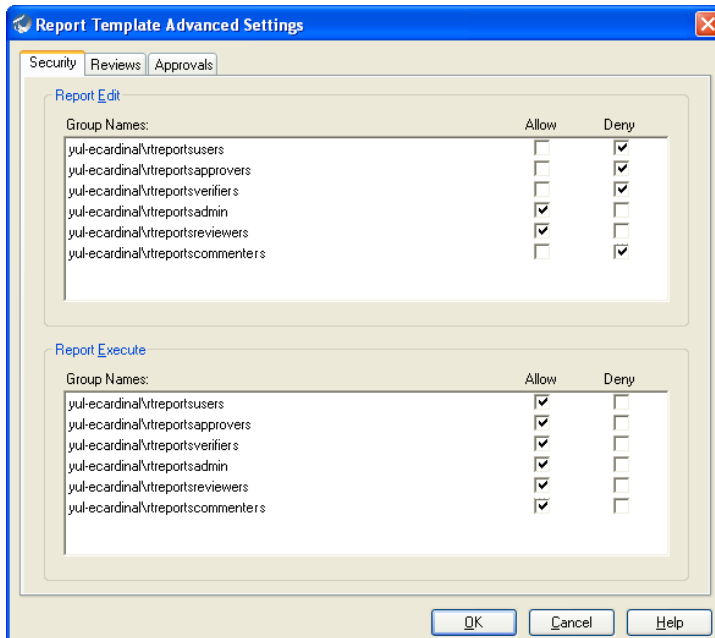 Report Template Advanced Settings
Security Reviews Approvals
Report Edit
Group Names: Allow Deny
yul-ecardinal\rtreportsusers
yul-ecardinal\rtreportsapprovers
yul-ecardinal\rtreportsverifiers
yul-ecardinal\rtreportsadmin
yul-ecardinal\rtreportsreviewers
yul-ecardinal\rtreportscommenters
Report Execute
Group Names: Allow Deny
yul-ecardinal\rtreportsusers
yul-ecardinal\rtreportsapprovers
yul-ecardinal\rtreportsverifiers
yul-ecardinal\rtreportsadmin
yul-ecardinal\rtreportsreviewers
yul-ecardinal\rtreportscommenters
OK Cancel Help